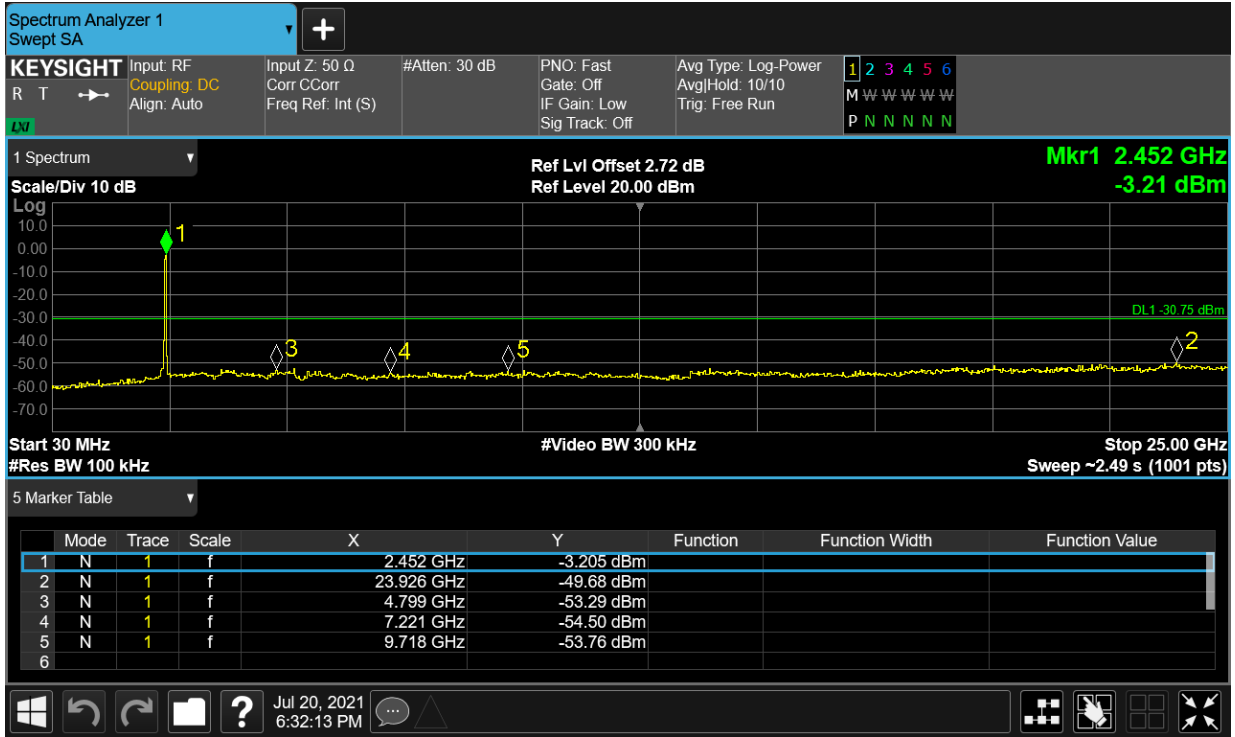 Spectrum Analyzer 1
Swept SA
+
KEYSIGHT
R T
LXI
Input: RF
Coupling: DC
Align: Auto
Input Z: 50 Ω
Corr CCorr
Freq Ref: Int (S)
#Atten: 30 dB
PNO: Fast
Gate: Off
IF Gain: Low
Sig Track: Off
Avg Type: Log-Power
Avg|Hold: 10/10
Trig: Free Run
1 2 3 4 5 6
M W W W W W
P N N N N N
1 Spectrum
Scale/Div 10 dB
Ref Lvl Offset 2.72 dB
Ref Level 20.00 dBm
Mkr1 2.452 GHz
-3.21 dBm
Log
10.0
0.00
-10.0
-20.0
-30.0
-40.0
-50.0
-60.0
-70.0
1
DL1 -30.75 dBm
3
4
5
2
Start 30 MHz
#Video BW 300 kHz
Stop 25.00 GHz
#Res BW 100 kHz
Sweep ~2.49 s (1001 pts)
5 Marker Table
Mode Trace Scale X Y Function Function Width Function Value
1 N 1 f 2.452 GHz -3.205 dBm
2 N 1 f 23.926 GHz -49.68 dBm
3 N 1 f 4.799 GHz -53.29 dBm
4 N 1 f 7.221 GHz -54.50 dBm
5 N 1 f 9.718 GHz -53.76 dBm
6
?
Jul 20, 2021
6:32:13 PM